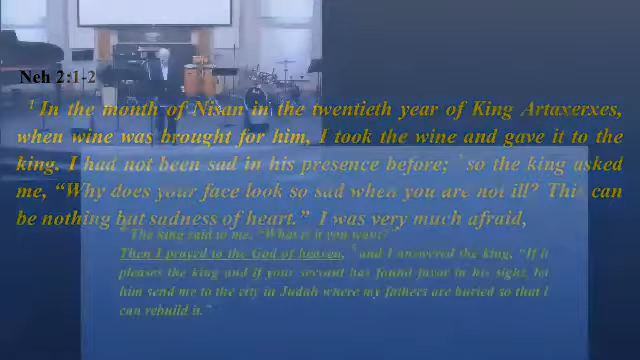 Neh 2:1-2
1 In the month of Nisan in the twentieth year of King Artaxerxes,
when wine was brought for him, I took the wine and gave it to the
king. I had not been sad in his presence before; so the king asked
me, “Why does your face look so sad when you are not ill? This can
be nothing but sadness of heart.” I was very much afraid,
The king said to me, “What is it you want?”
Then I prayed to the God of heaven, 5 and I answered the king, “If it
pleases the king and if your servant has found favor in his sight, let
him send me to the city in Judah where my fathers are buried so that I
can rebuild it.”